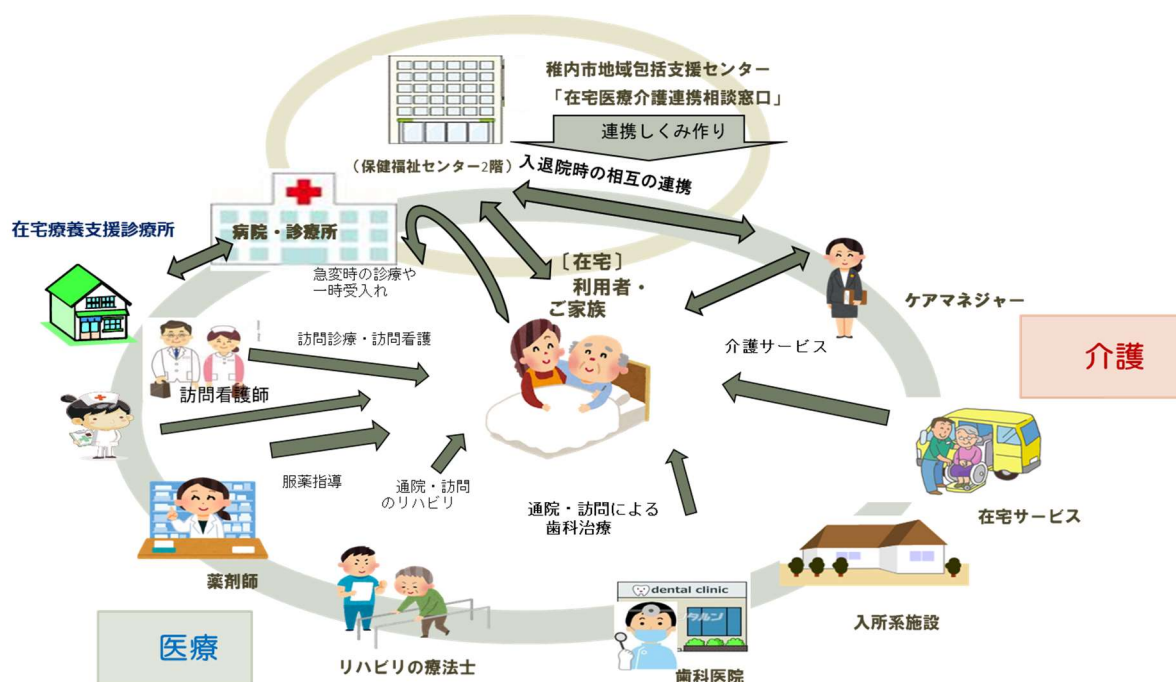 稚内市地域包括支援センター
「在宅医療介護連携相談窓口」
連携しくみ作り
（保健福祉センター2階）
入退院時の相互の連携
在宅療養支援診療所
病院・診療所
急変時の診療や
一時受入れ
〔在宅〕
利用者・
ご家族
ケアマネジャー
訪問診療・訪問看護
介護サービス
介護
訪問看護師
服薬指導
通院・訪問
のリハビリ
通院・訪問による
歯科治療
在宅サービス
薬剤師
dental clinic
タルン
入所系施設
医療
リハビリの療法士
歯科医院